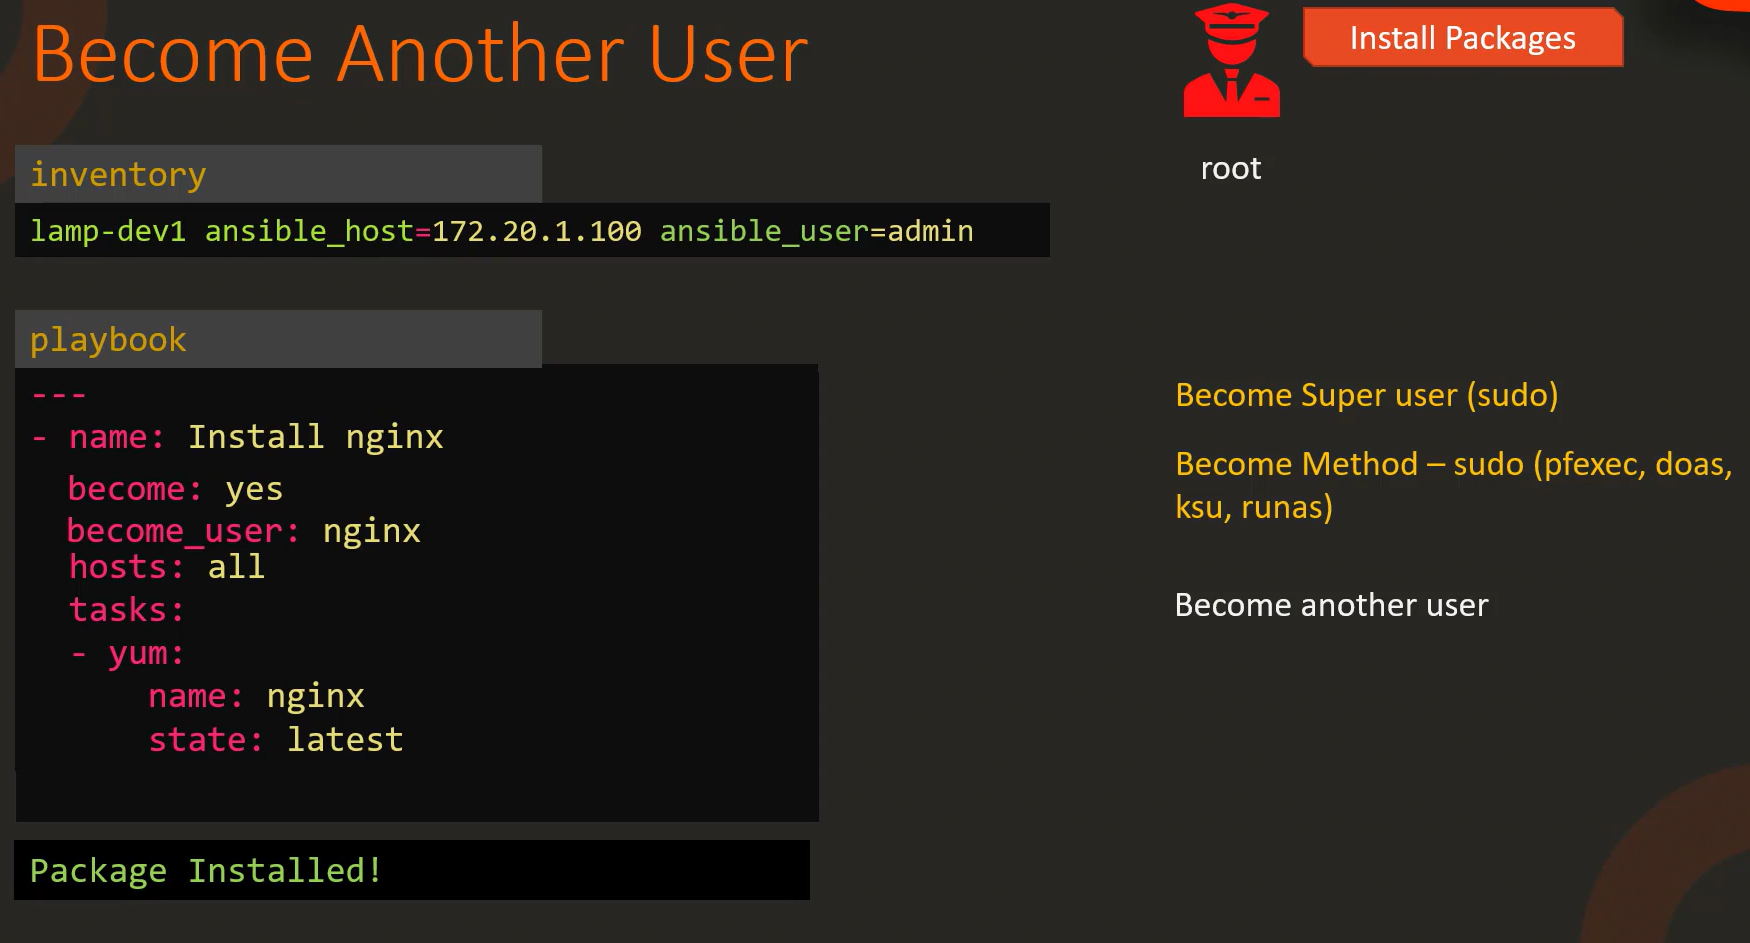 Become Another User
Install Packages
root
inventory
lamp-dev1 ansible_host=172.20.1.100 ansible_user=admin
playbook
---
- name: Install nginx
  become: yes
  become_user: nginx
  hosts: all
  tasks:
  - yum:
      name: nginx
      state: latest
Package Installed!
Become Super user (sudo)
Become Method – sudo (pfexec, doas,
ksu, runas)
Become another user